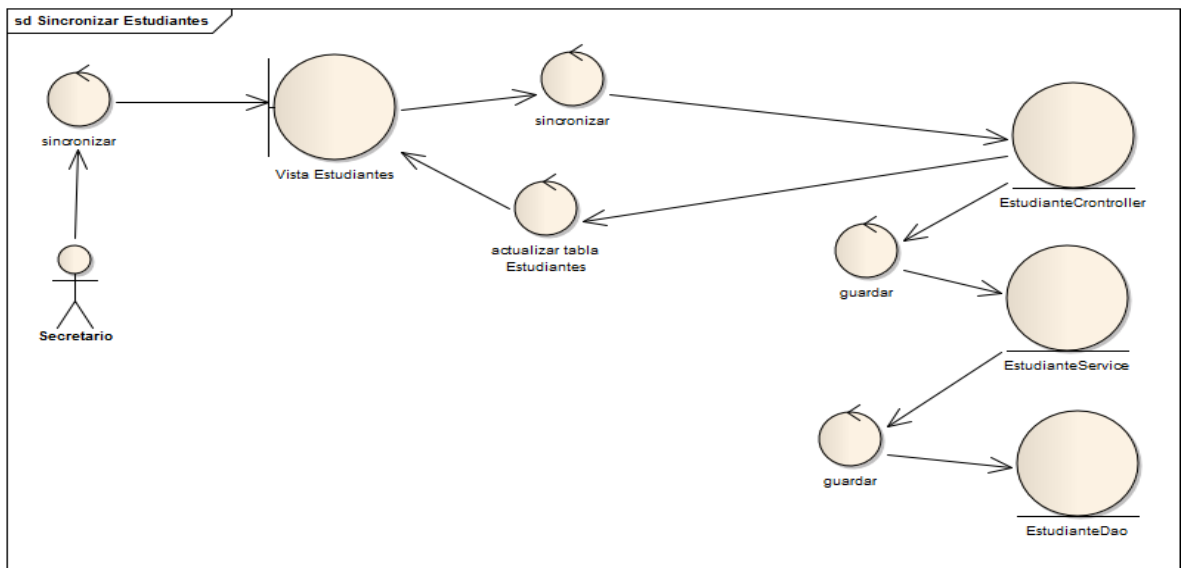 sd Sincronizar Estudiantes
sincronizar
Vista Estudiantes
sincronizar
EstudianteCrontroller
actualizar tabla
Estudiantes
guardar
Secretario
EstudianteService
guardar
EstudianteDao